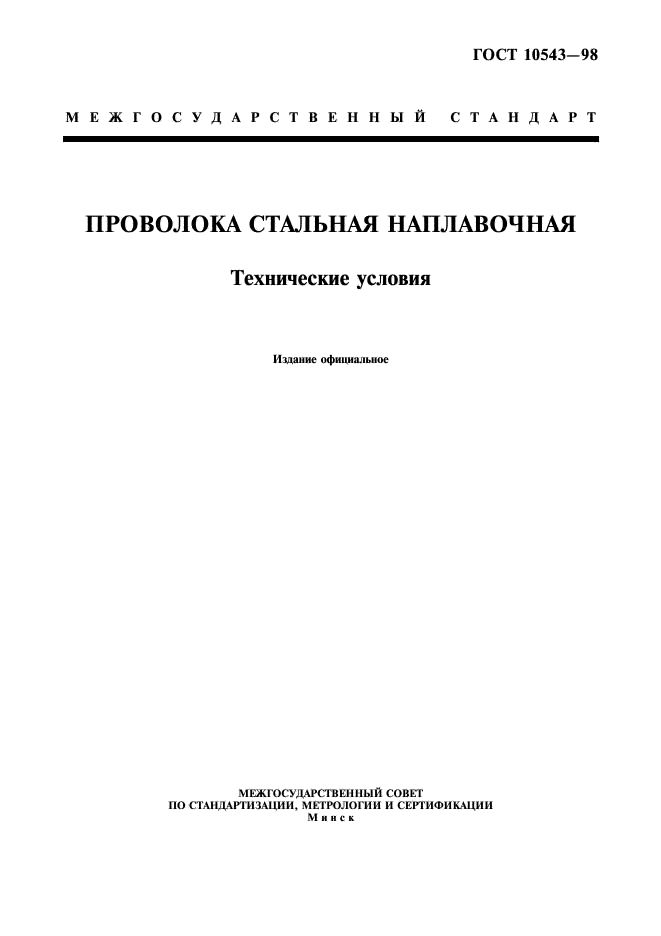 ГОСТ 10543—98
МЕЖГОСУДАРСТВЕННЫЙ СТАНДАРТ
ПРОВОЛОКА СТАЛЬНАЯ НАПЛАВОЧНАЯ
Технические условия
Издание официальное
МЕЖГОСУДАРСТВЕННЫЙ СОВЕТ
ПО СТАНДАРТИЗАЦИИ, МЕТРОЛОГИИ И СЕРТИФИКАЦИИ
Минск